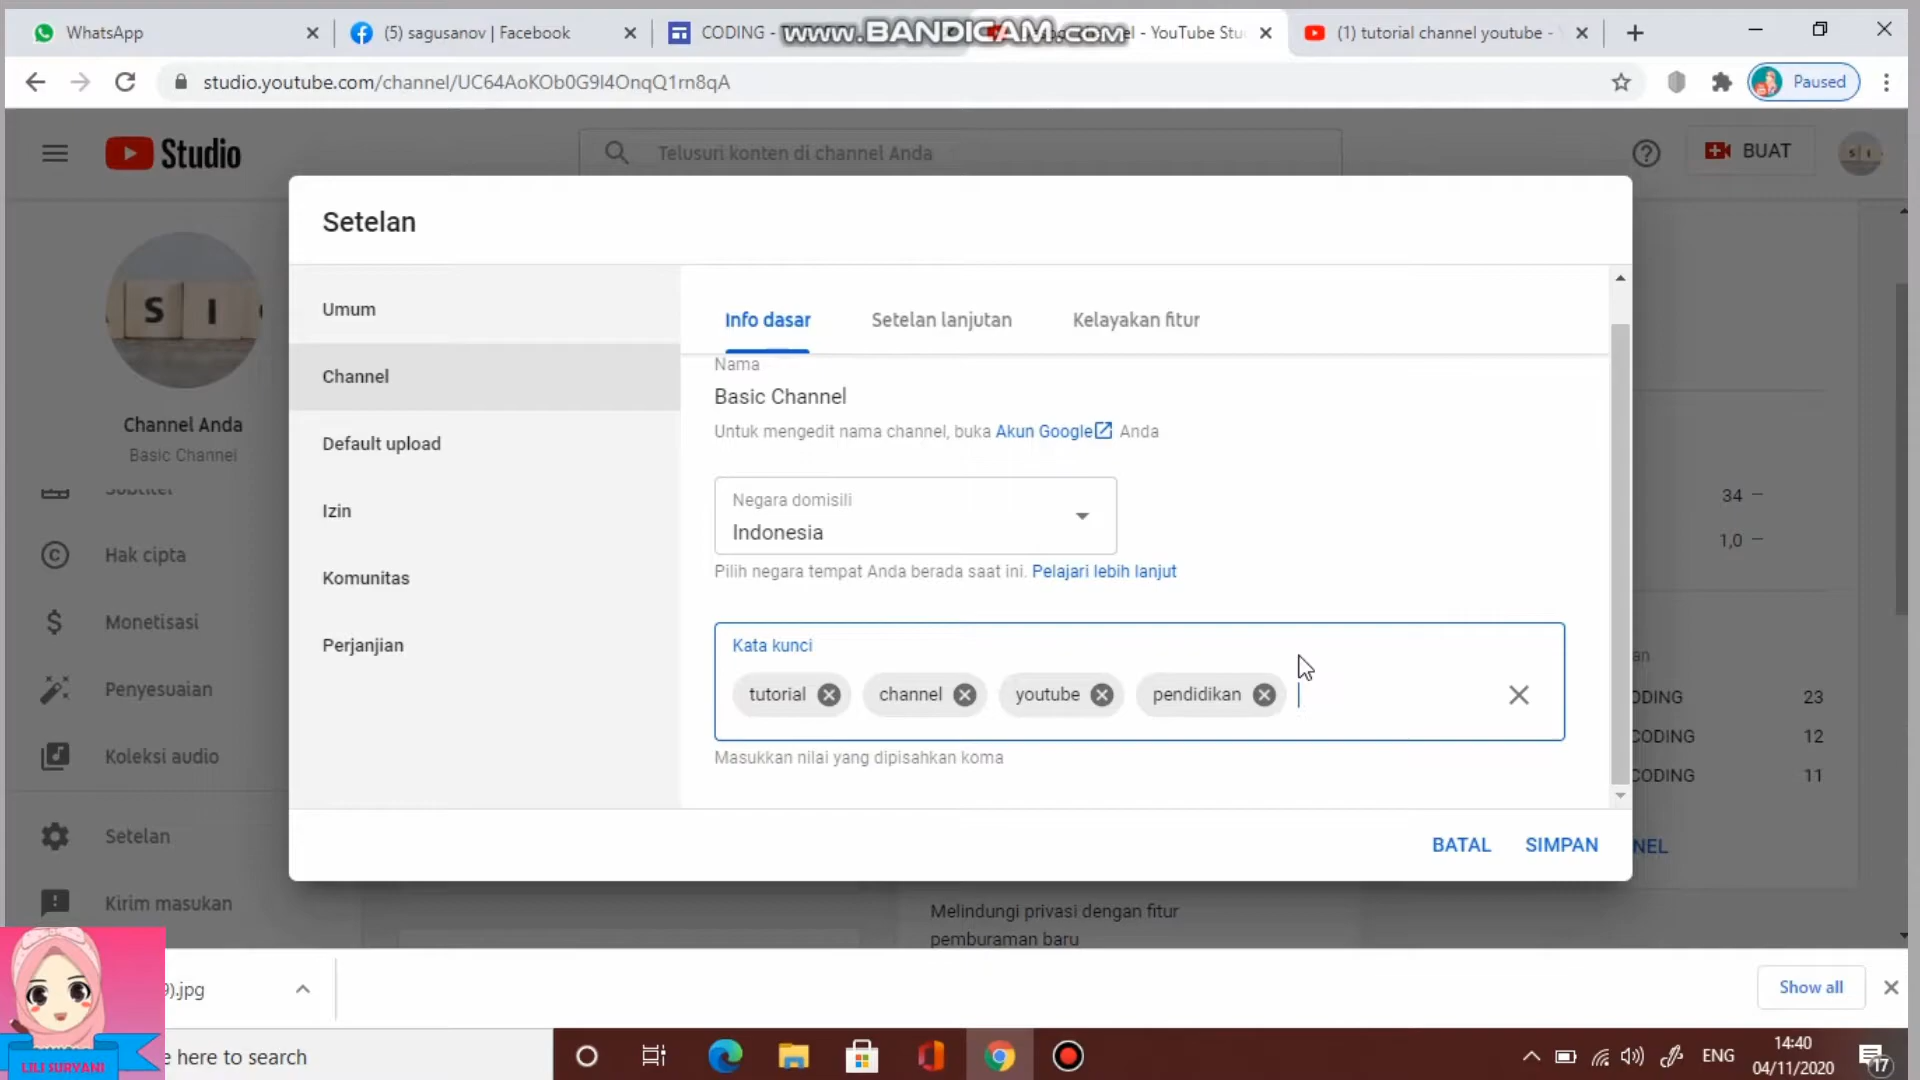 WhatsApp
(5) sagusanov | Facebook
CODING -
www.BANDICAM.com
- YouTube Stu
(1) tutorial channel youtube -
studio.youtube.com/channel/UC64AoKOb0G9I4OnqQ1rn8qA
Paused
Studio
Telusuri konten di channel Anda
BUAT
Setelan
S I
Channel Anda
Basic Channel
Subtitel
Hak cipta
Monetisasi
Penyesuaian
Koleksi audio
Setelan
Kirim masukan
Umum
Channel
Default upload
Izin
Komunitas
Perjanjian
Info dasar
Setelan lanjutan
Kelayakan fitur
Nama
Basic Channel
Untuk mengedit nama channel, buka Akun Google Anda
Negara domisili
Indonesia
Pilih negara tempat Anda berada saat ini. Pelajari lebih lanjut
Kata kunci
tutorial channel youtube pendidikan
Masukkan nilai yang dipisahkan koma
BATAL
SIMPAN
34 —
1,0 —
an
ODING 23
CODING 12
CODING 11
NEL
Melindungi privasi dengan fitur
pemburaman baru
9).jpg
Show all
LILI SURYANI
e here to search
ENG
14:40
04/11/2020
17